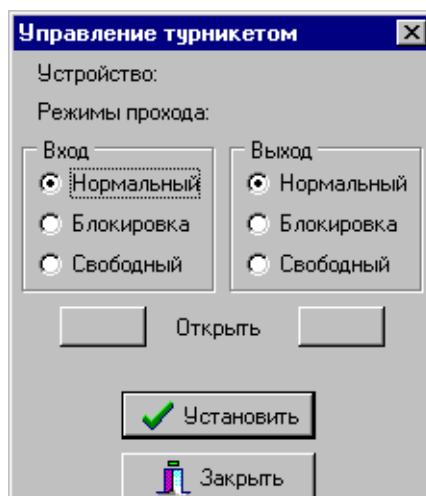 Управление турникетом
Устройство:
Режимы прохода:
Вход Выход
Нормальный Нормальный
Блокировка Блокировка
Свободный Свободный
Открыть
Установить
Закрыть